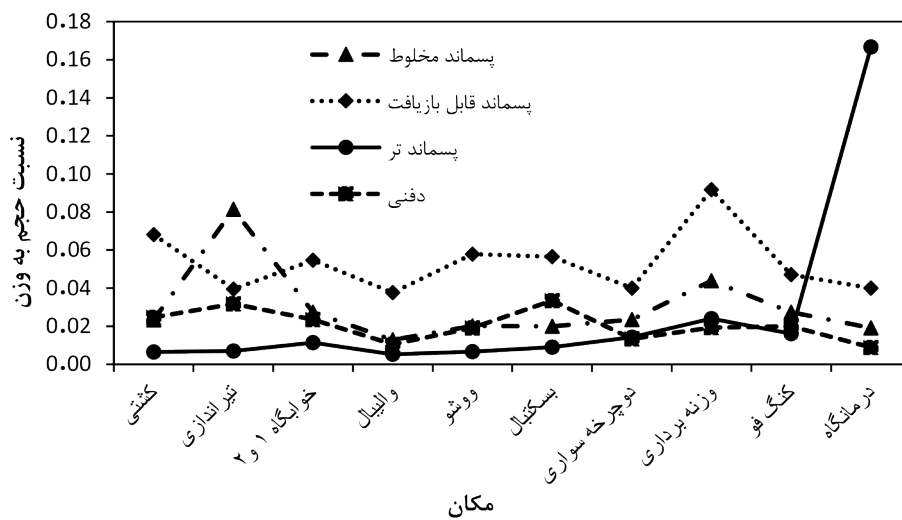 0.18
0.16
0.14
0.12
0.10
0.08
0.06
0.04
0.02
0.00
نسبت حجم به وزن
پسماند مخلوط
پسماند قابل بازیافت
پسماند تر
دفنی
کشتی
تیراندازی
خوابگاه ۱ و۲
والیبال
ووشو
بسکتبال
دوچرخه سواری
وزنه برداری
کنگ فو
درمانگاه
مکان